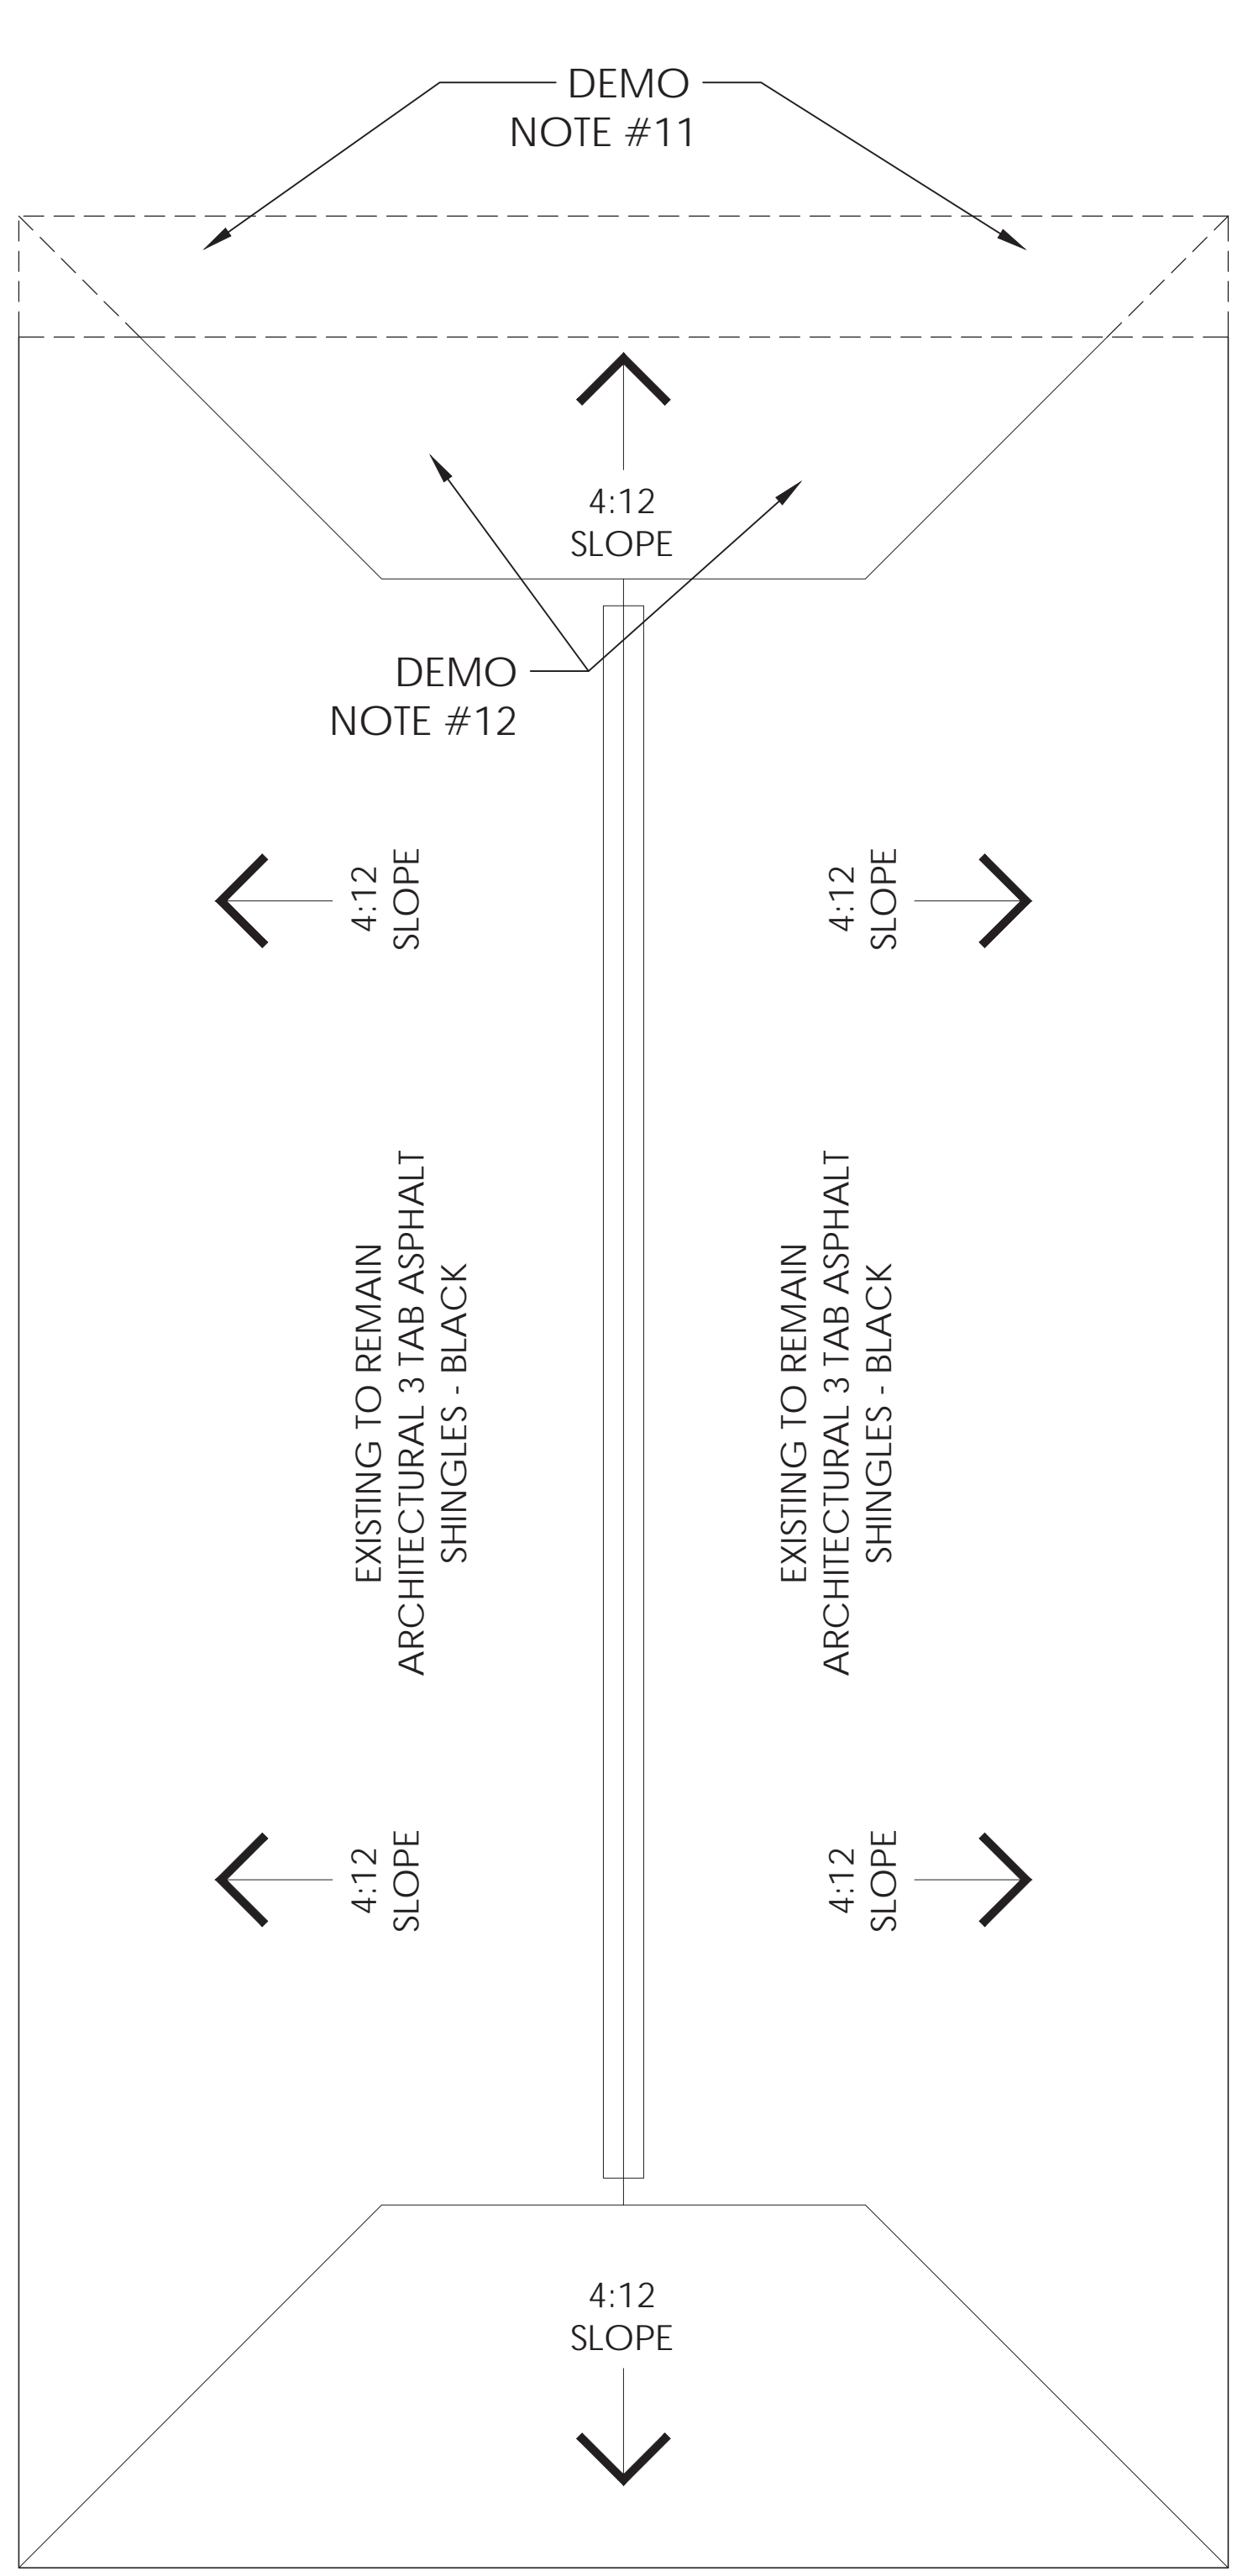 DEMO
NOTE #11
4:12
SLOPE
DEMO
NOTE #12
4:12
SLOPE
4:12
SLOPE
EXISTING TO REMAIN
ARCHITECTURAL 3 TAB ASPHALT
SHINGLES - BLACK
EXISTING TO REMAIN
ARCHITECTURAL 3 TAB ASPHALT
SHINGLES - BLACK
4:12
SLOPE
4:12
SLOPE
4:12
SLOPE